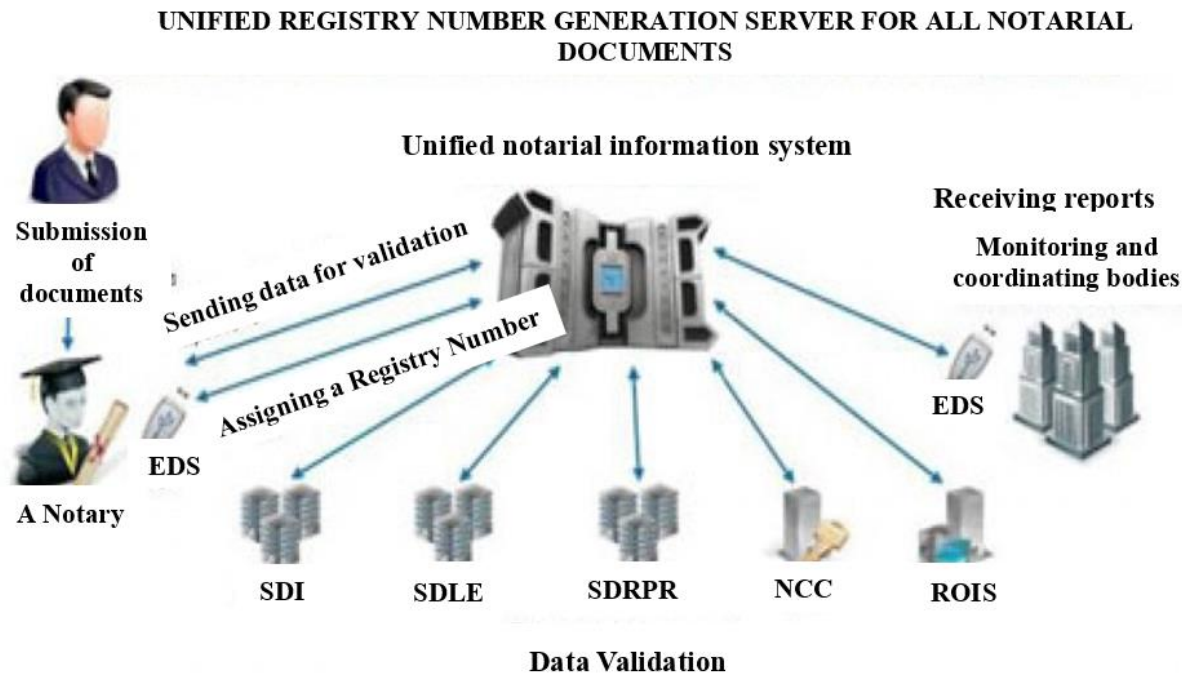 UNIFIED REGISTRY NUMBER GENERATION SERVER FOR ALL NOTARIAL
DOCUMENTS
Unified notarial information system
Submission
of
documents
Sending data for validation
Assigning a Registry Number
Receiving reports
Monitoring and
coordinating bodies
EDS
EDS
A Notary
SDI
SDLE
SDRPR
NCC
ROIS
Data Validation